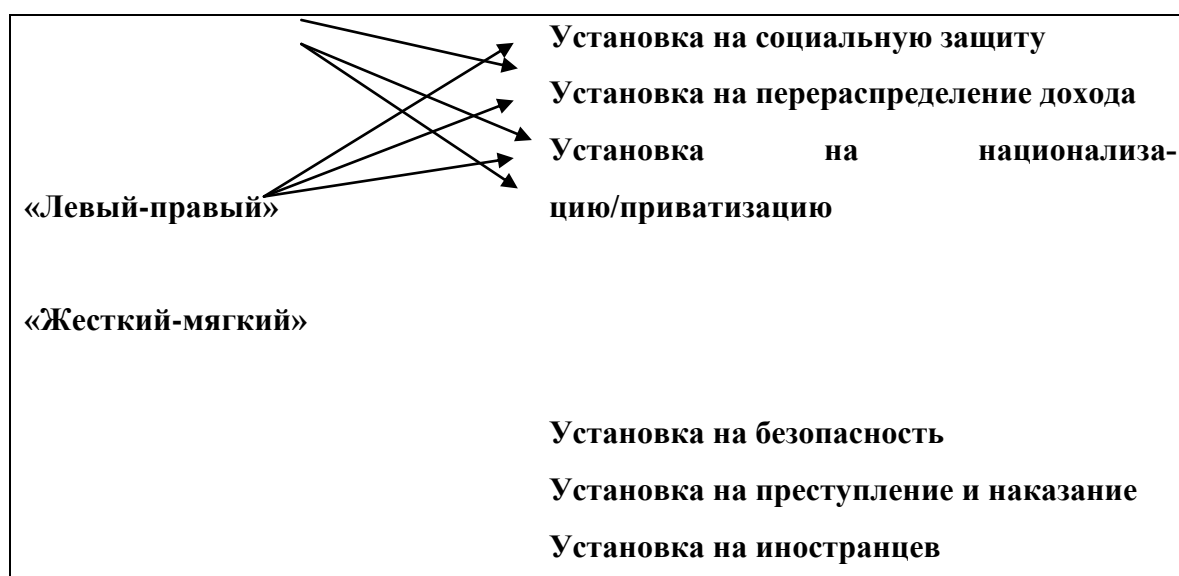 Установка на социальную защиту
Установка на перераспределение дохода
Установка на национализа-
«Левый-правый» цию/приватизацию
«Жесткий-мягкий»
Установка на безопасность
Установка на преступление и наказание
Установка на иностранцев